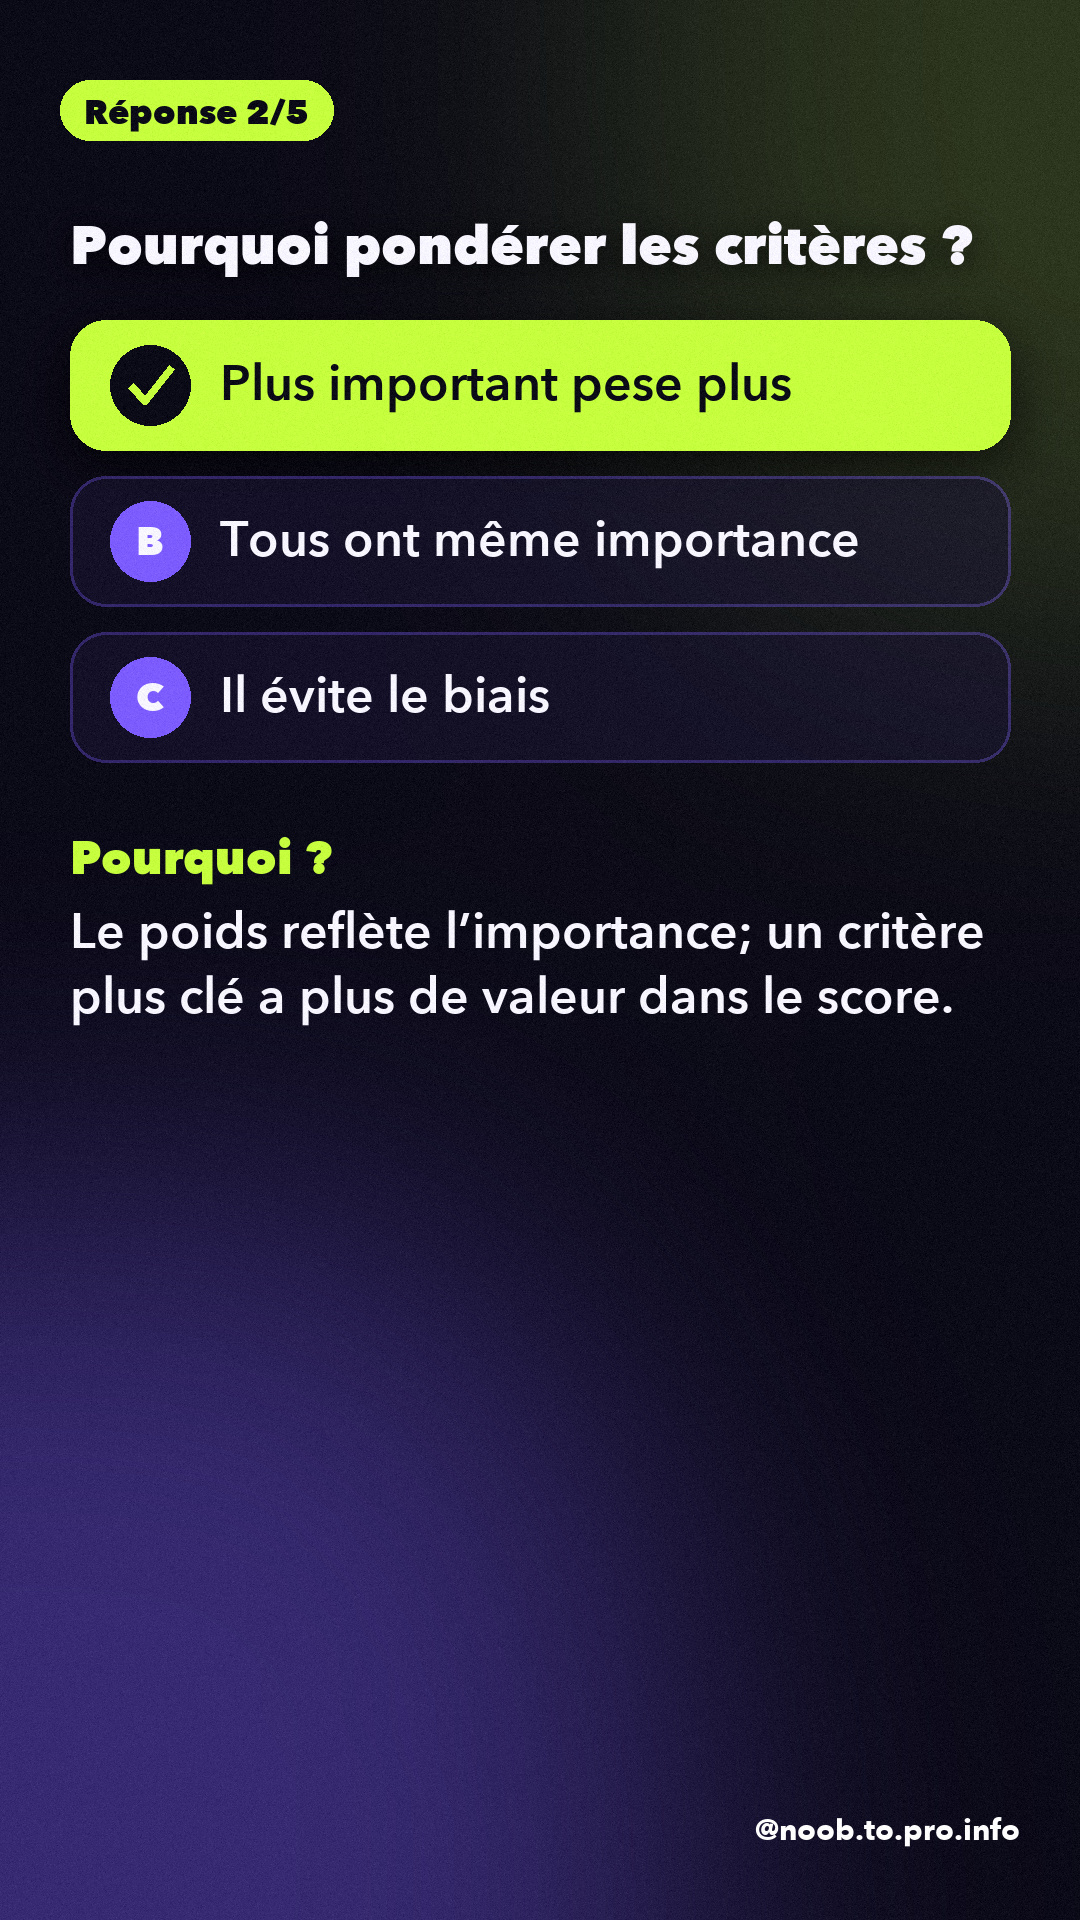 Réponse 2/5
Pourquoi pondérer les critères ?
Plus important pese plus
B Tous ont même importance
C Il évite le biais
Pourquoi ?
Le poids reflète l’importance; un critère
plus clé a plus de valeur dans le score.
@noob.to.pro.info